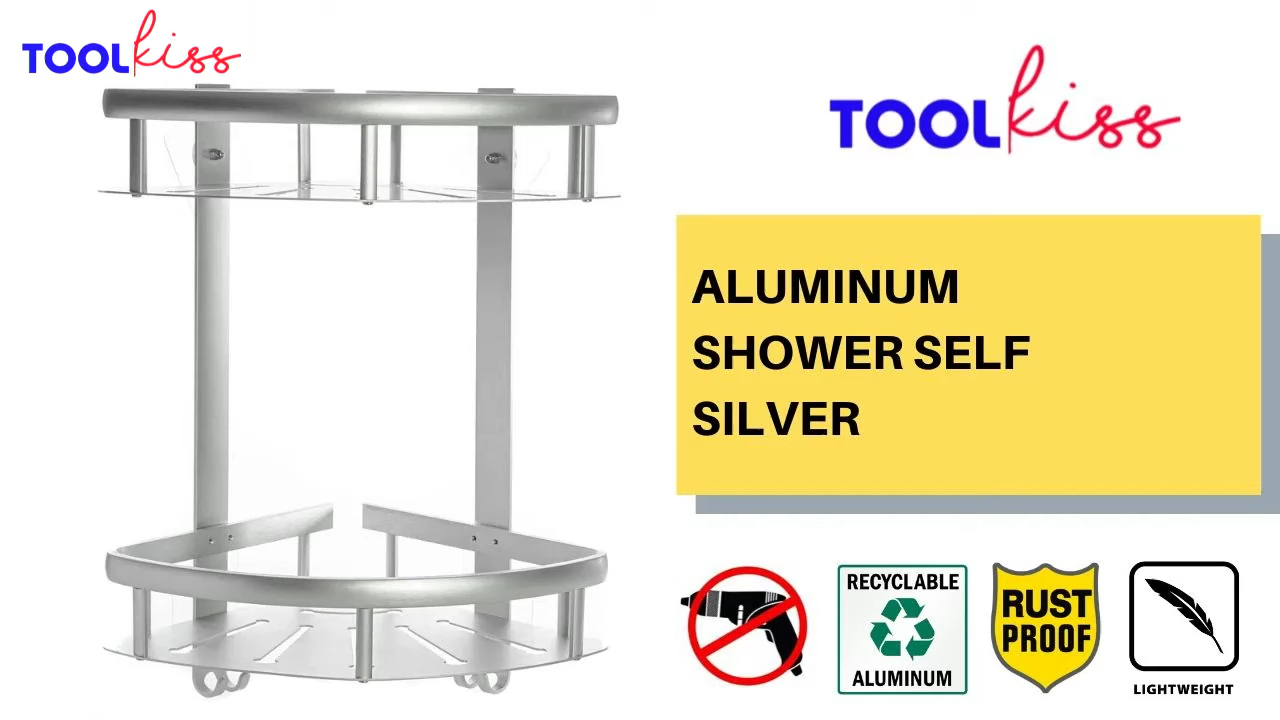 TOOLkiss
TOOLkiss
ALUMINUM
SHOWER SELF
SILVER
RECYCLABLE
ALUMINUM
RUST
PROOF
LIGHTWEIGHT